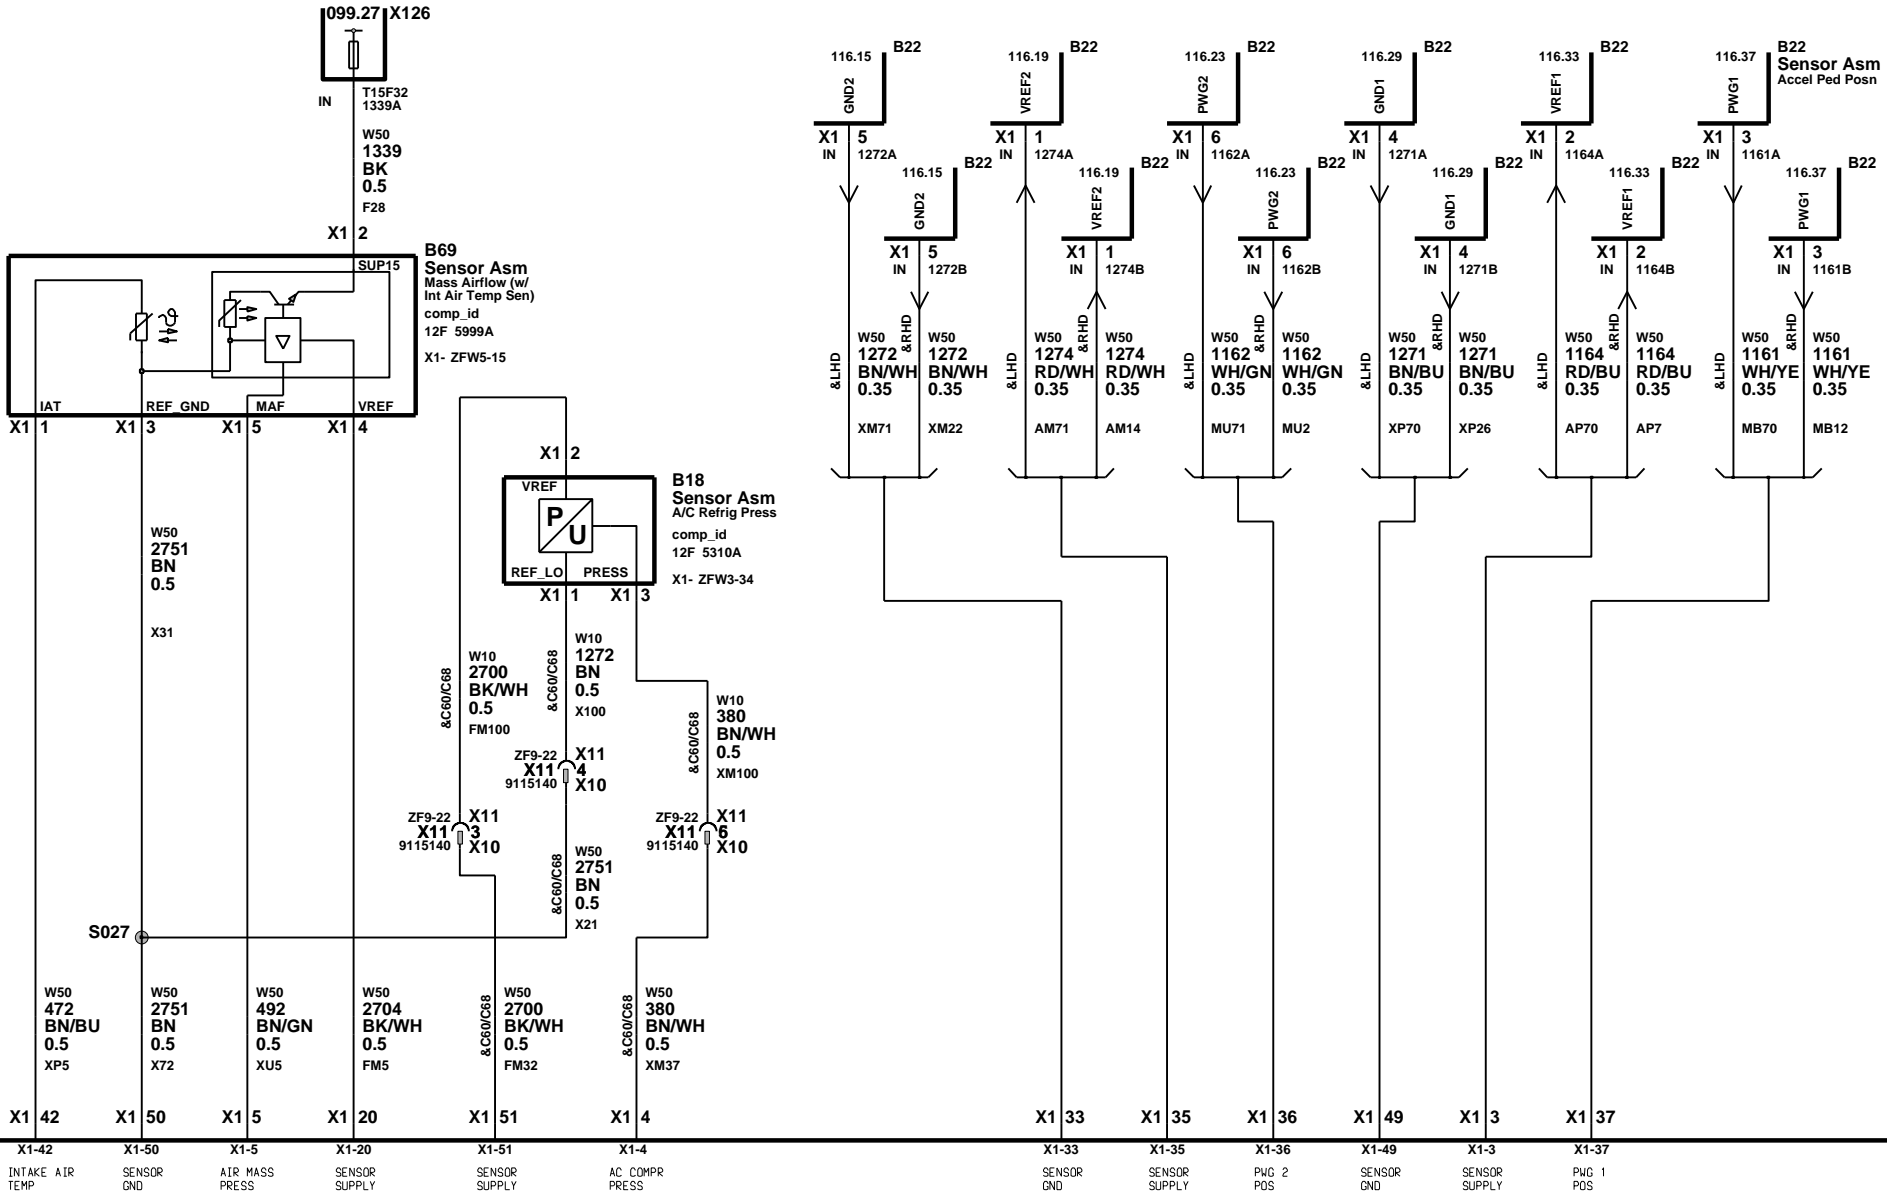 099.27 X126
IN
T15F32
1339A
W50
1339
BK
0.5
F28
X1 2
B69
Sensor Asm
Mass Airflow (w/
Int Air Temp Sen)
comp_id
12F 5999A
X1- ZFW5-15
SUP15
IAT REF_GND MAF VREF
X1 1 X1 3 X1 5 X1 4
W50
2751
BN
0.5
X31
X1 2
VREF
P
U
REF_LO PRESS
X1 1 X1 3
B18
Sensor Asm
A/C Refrig Press
comp_id
12F 5310A
X1- ZFW3-34
&C60/C68
W10
2700
BK/WH
0.5
FM100
&C60/C68
W10
1272
BN
0.5
X100
&C60/C68
W10
380
BN/WH
0.5
XM100
ZF9-22 X11
X11 4
9115140 X10
ZF9-22 X11
X11 3
9115140 X10
ZF9-22 X11
X11 6
9115140 X10
&C60/C68
W50
2751
BN
0.5
X21
S027
W50
472
BN/BU
0.5
XP5
W50
2751
BN
0.5
X72
W50
492
BN/GN
0.5
XU5
W50
2704
BK/WH
0.5
FM5
&C60/C68
W50
2700
BK/WH
0.5
FM32
&C60/C68
W50
380
BN/WH
0.5
XM37
116.15 B22
GND2
X1 5
IN 1272A
116.15 B22
GND2
X1 5
IN 1272B
&LHD
W50
1272
BN/WH
0.35
XM71
&RHD
W50
1272
BN/WH
0.35
XM22
116.19 B22
VREF2
X1 1
IN 1274A
116.19 B22
VREF2
X1 1
IN 1274B
&LHD
W50
1274
RD/WH
0.35
AM71
&RHD
W50
1274
RD/WH
0.35
AM14
116.23 B22
PWG2
X1 6
IN 1162A
116.23 B22
PWG2
X1 6
IN 1162B
&LHD
W50
1162
WH/GN
0.35
MU71
&RHD
W50
1162
WH/GN
0.35
MU2
116.29 B22
GND1
X1 4
IN 1271A
116.29 B22
GND1
X1 4
IN 1271B
&LHD
W50
1271
BN/BU
0.35
XP70
&RHD
W50
1271
BN/BU
0.35
XP26
116.33 B22
VREF1
X1 2
IN 1164A
116.33 B22
VREF1
X1 2
IN 1164B
&LHD
W50
1164
RD/BU
0.35
AP70
&RHD
W50
1164
RD/BU
0.35
AP7
116.37 B22
Sensor Asm
Accel Ped Posn
PWG1
X1 3
IN 1161A
116.37 B22
PWG1
X1 3
IN 1161B
&LHD
W50
1161
WH/YE
0.35
MB70
&RHD
W50
1161
WH/YE
0.35
MB12
X1 42 X1 50 X1 5 X1 20 X1 51 X1 4 X1 33 X1 35 X1 36 X1 49 X1 3 X1 37
X1-42 X1-50 X1-5 X1-20 X1-51 X1-4 X1-33 X1-35 X1-36 X1-49 X1-3 X1-37
INTAKE AIR SENSOR AIR MASS SENSOR SENSOR AC COMPR SENSOR SENSOR PWG 2 SENSOR SENSOR PWG 1
TEMP GND PRESS SUPPLY SUPPLY PRESS GND SUPPLY POS GND SUPPLY POS